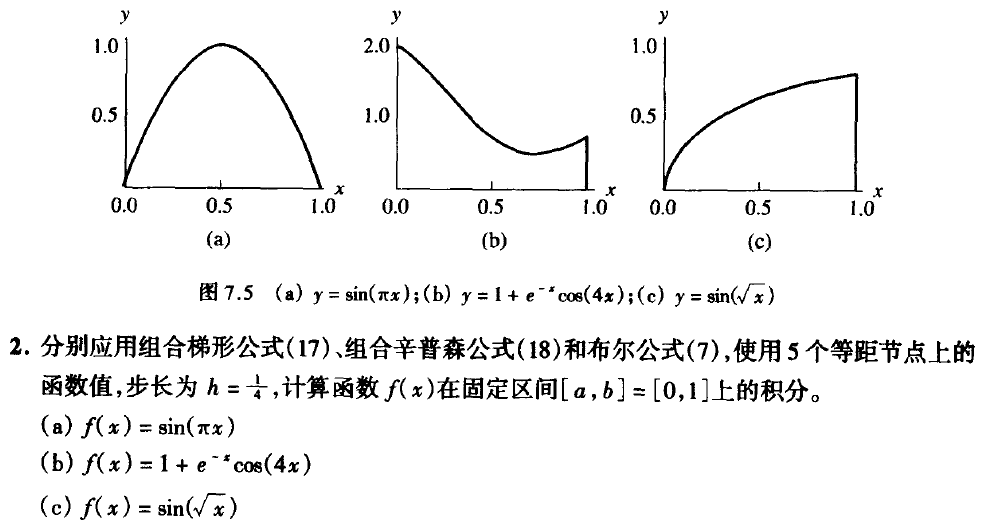 y y y
1.0 2.0 1.0
0.5 1.0 0.5
x x x
0.0 0.5 1.0 0.0 0.5 1.0 0.0 0.5 1.0
(a) (b) (c)
图 7.5 (a) y = sin(πx);(b) y = 1 + e^{-x}cos(4x);(c) y = sin(√x)
2. 分别应用组合梯形公式(17)、组合辛普森公式(18)和布尔公式(7),使用5个等距节点上的
函数值,步长为 h = 1/4,计算函数 f(x)在固定区间[a,b] = [0,1]上的积分。
(a) f(x) = sin(πx)
(b) f(x) = 1 + e^{-x}cos(4x)
(c) f(x) = sin(√x)